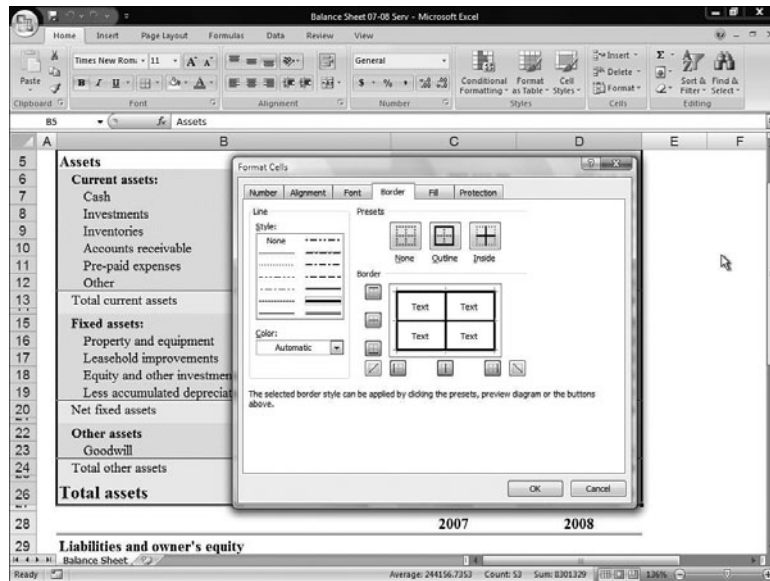 Balance Sheet 07-08 Serv - Microsoft Excel
Home Insert Page Layout Formulas Data Review View
Paste
Times New Rom 11 A A
B I U A
General
$ % ,
Conditional Formatting
Format as Table
Cell Styles
Insert
Delete
Format
Σ
Sort & Filter
Find & Select
Clipboard Font Alignment Number Styles Cells Editing
B5 fx Assets
A B C D E F
5 Assets
6 Current assets:
7 Cash
8 Investments
9 Inventories
10 Accounts receivable
11 Pre-paid expenses
12 Other
13 Total current assets
15 Fixed assets:
16 Property and equipment
17 Leasehold improvements
18 Equity and other investmen
19 Less accumulated depreciat
20 Net fixed assets
22 Other assets
23 Goodwill
24 Total other assets
26 Total assets
28 2007 2008
29 Liabilities and owner's equity
Format Cells
Number Alignment Font Border Fill Protection
Line
Style:
None
Color:
Automatic
Presets
None Outline Inside
Border
Text Text
Text Text
The selected border style can be applied by clicking the presets, preview diagram or the buttons
above.
OK Cancel
Balance Sheet
Ready Average: 244156.7353 Count: 53 Sum: 8301329 136%